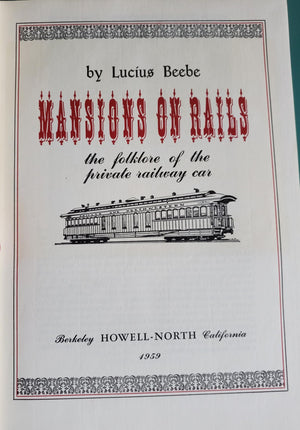 by Lucius Beebe
MANSIONS ON RAILS
the folklore of the
private railway car
Berkeley HOWELL-NORTH California
1959